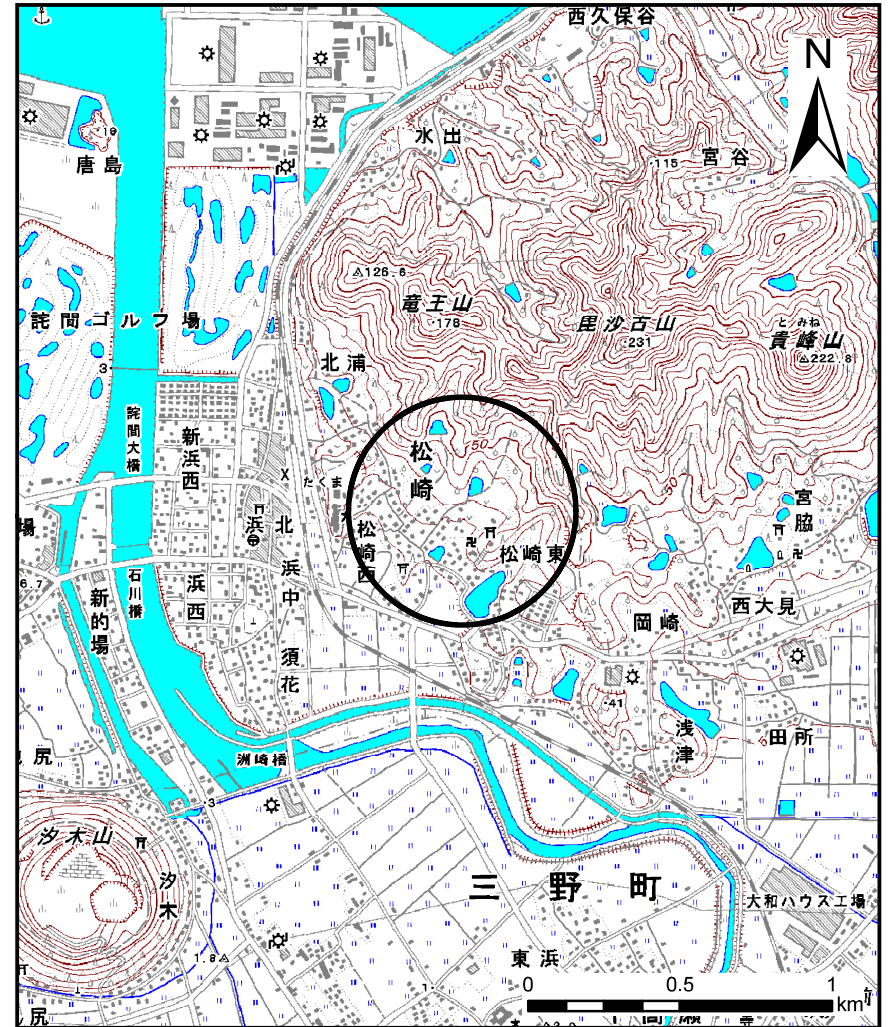 西久保谷
N
水出
115
宮谷
19
唐島
126.6
竜王山
178
毘沙古山
231
とみね
貴峰山
222.8
詫間ゴルフ場
3
北浦
詫間大橋
新浜西
松崎
50
50
たくま
浜
北浜中
松崎西
松崎東
宮脇
場
6.7
石川橋
浜西
新的場
須花
岡崎
西大見
41
浅津
田所
洲崎橋
尻
3
汐木山
汐木
三野町
大和ハウス工場
1.8
東浜
1
尻
0 0.5 1
km